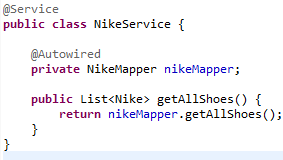 @Service
public class NikeService {
@Autowired
private NikeMapper nikeMapper;
public List<Nike> getAllShoes() {
return nikeMapper.getAllShoes();
}
}